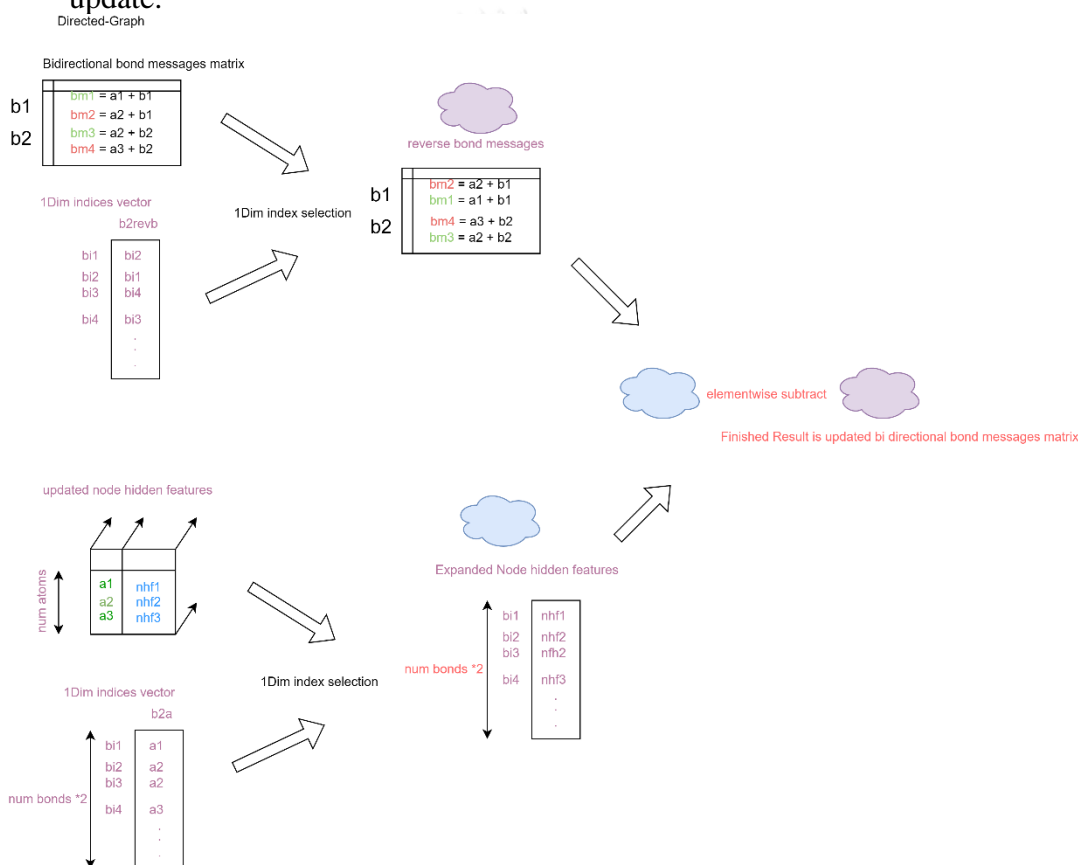 update.
Directed-Graph
Bidirectional bond messages matrix
b1
b2
bm1 = a1 + b1
bm2 = a2 + b1
bm3 = a2 + b2
bm4 = a3 + b2
1Dim indices vector
b2revb
bi1 bi2
bi2 bi1
bi3 bi4
bi4 bi3
.
.
.
1Dim index selection
reverse bond messages
b1
b2
bm2 = a2 + b1
bm1 = a1 + b1
bm4 = a3 + b2
bm3 = a2 + b2
elementwise subtract
Finished Result is updated bi directional bond messages matrix
updated node hidden features
num atoms
a1 nhf1
a2 nhf2
a3 nhf3
1Dim indices vector
b2a
num bonds *2
bi1 a1
bi2 a2
bi3 a2
bi4 a3
.
.
.
1Dim index selection
Expanded Node hidden features
num bonds *2
bi1 nhf1
bi2 nhf2
bi3 nfh2
bi4 nhf3
.
.
.